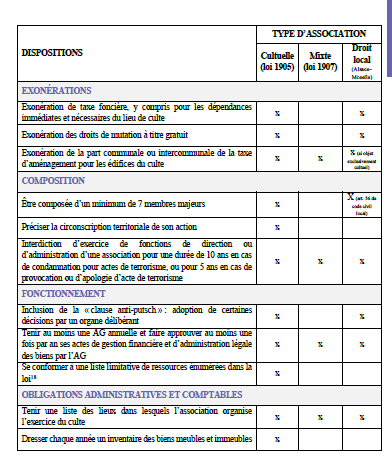 TYPE D'ASSOCIATION
DISPOSITIONS
Cultuelle
(loi 1905)
Mixte
(loi 1907)
Droit
local
(Alsace-
Moselle)
EXONÉRATIONS
Exonération de taxe foncière, y compris pour les dépendances
immédiates et nécessaires du lieu de culte
x
x
Exonération des droits de mutation à titre gratuit
x
x
Exonération de la part communale ou intercommunale de la taxe
d'aménagement pour les édifices du culte
x
x
x (si objet
exclusivement
cultuel)
COMPOSITION
Être composée d'un minimum de 7 membres majeurs
x
X (art. 56 du
code civil
local)
Préciser la circonscription territoriale de son action
x
Interdiction d'exercice de fonctions de direction ou
d'administration d'une association pour une durée de 10 ans en cas
de condamnation pour actes de terrorisme, ou pour 5 ans en cas de
provocation ou d'apologie d'acte de terrorisme
x
x
x
FONCTIONNEMENT
Inclusion de la « clause anti-putsch » : adoption de certaines
décisions par un organe délibérant
x
x
Tenir au moins une AG annuelle et faire approuver au moins une
fois par an ses actes de gestion financière et d'administration légale
des biens par l'AG
x
x
x
Se conformer à une liste limitative de ressources énumérées dans la
loi¹⁸
x
OBLIGATIONS ADMINISTRATIVES ET COMPTABLES
Tenir une liste des lieux dans lesquels l'association organise
l'exercice du culte
x
x
x
Dresser chaque année un inventaire des biens meubles et immeubles
x